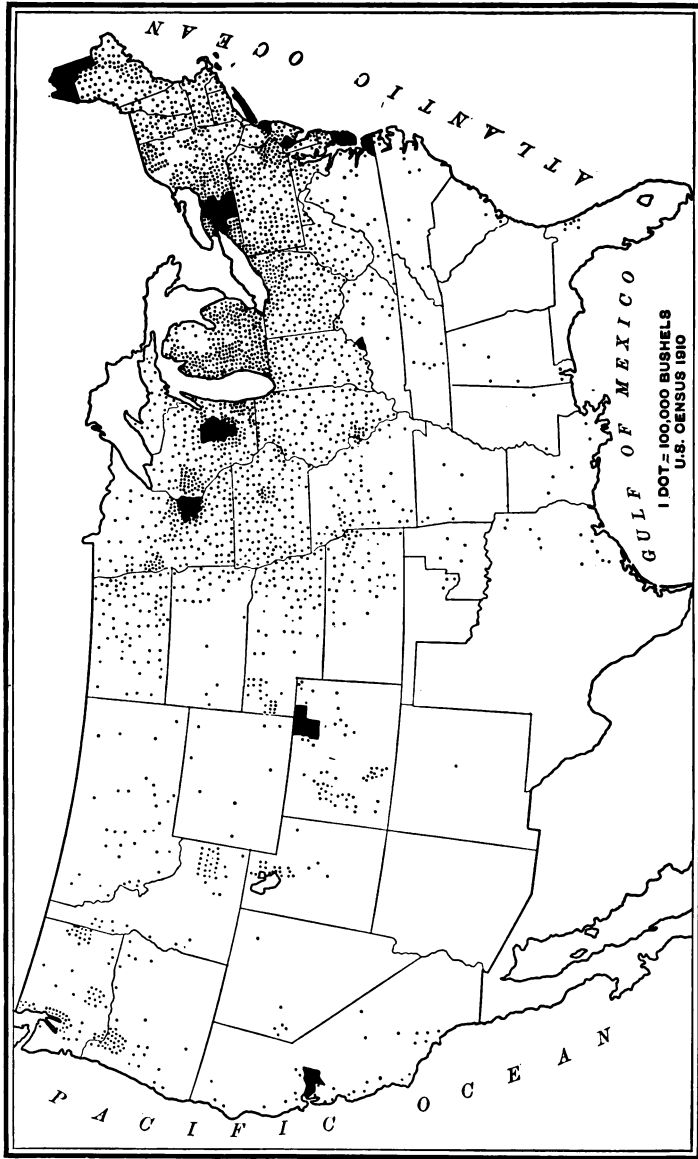 ATLANTIC OCEAN
GULF OF MEXICO
1 DOT = 100,000 BUSHELS
U.S. CENSUS 1910
PACIFIC OCEAN